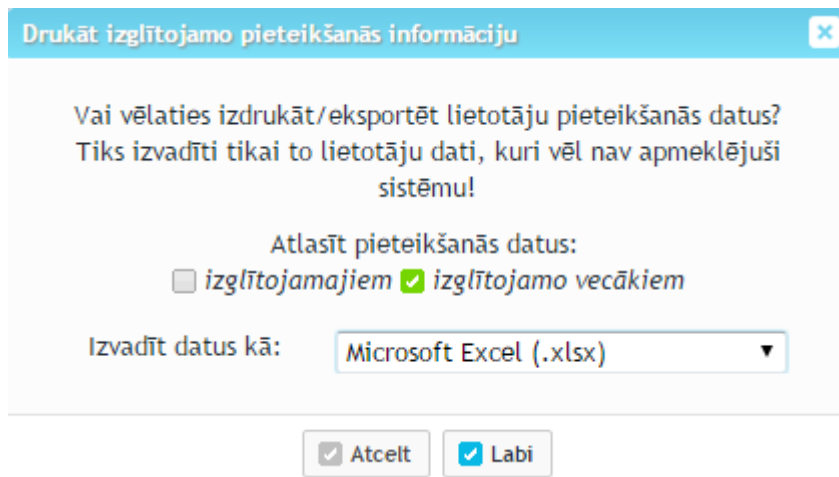 Drukāt izglītojamo pieteikšanās informāciju
Vai vēlaties izdrukāt/eksportēt lietotāju pieteikšanās datus?
Tiks izvadīti tikai to lietotāju dati, kuri vēl nav apmeklējuši
sistēmu!
Atlasīt pieteikšanās datus:
izglītojamajiem izglītojamo vecākiem
Izvadīt datus kā: Microsoft Excel (.xlsx)
Atcelt Labi